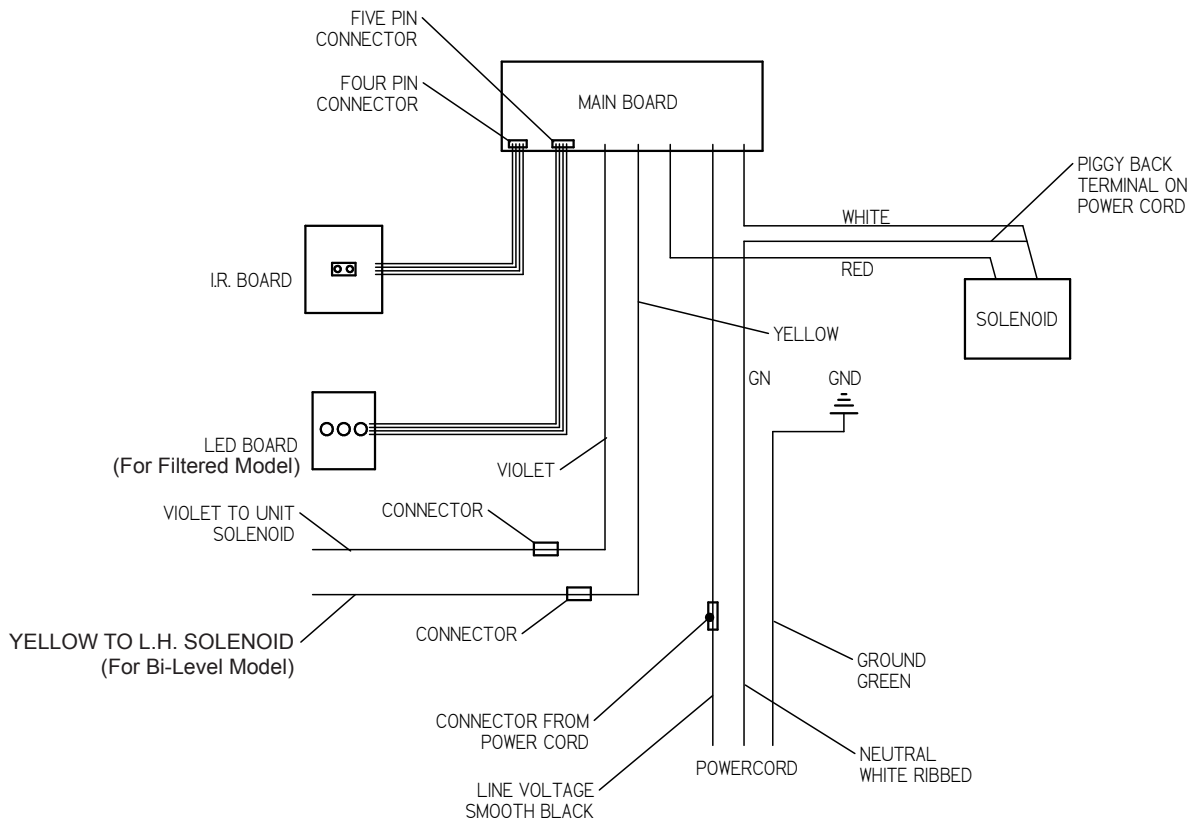 FIVE PIN
CONNECTOR
FOUR PIN
CONNECTOR
MAIN BOARD
PIGGY BACK
TERMINAL ON
POWER CORD
WHITE
I.R. BOARD
RED
SOLENOID
YELLOW
GN
GND
LED BOARD
(For Filtered Model)
VIOLET
VIOLET TO UNIT
SOLENOID
CONNECTOR
YELLOW TO L.H. SOLENOID
(For Bi-Level Model)
CONNECTOR
GROUND
GREEN
CONNECTOR FROM
POWER CORD
POWERCORD
NEUTRAL
WHITE RIBBED
LINE VOLTAGE
SMOOTH BLACK